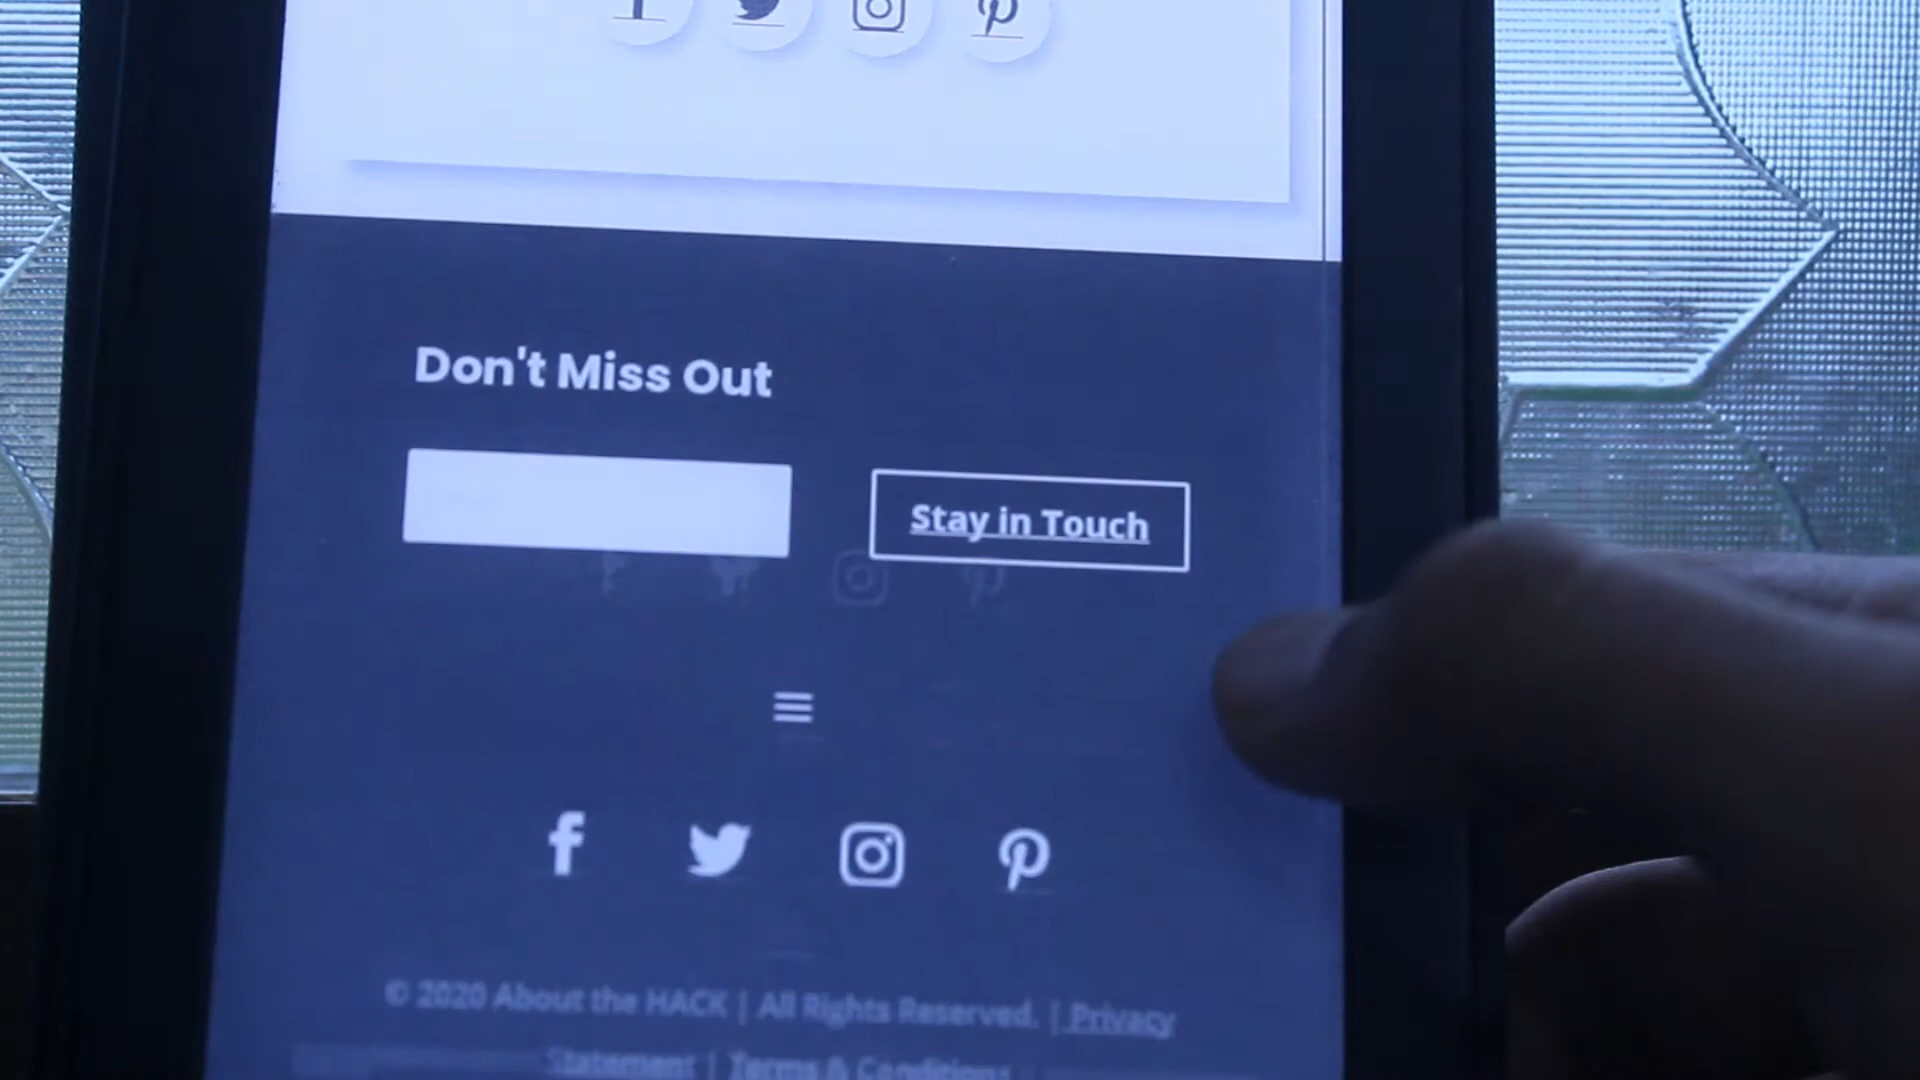 Don't Miss Out
Stay in Touch
© 2020 About the HACK | All Rights Reserved. | Privacy
Statement | Terms & Conditions